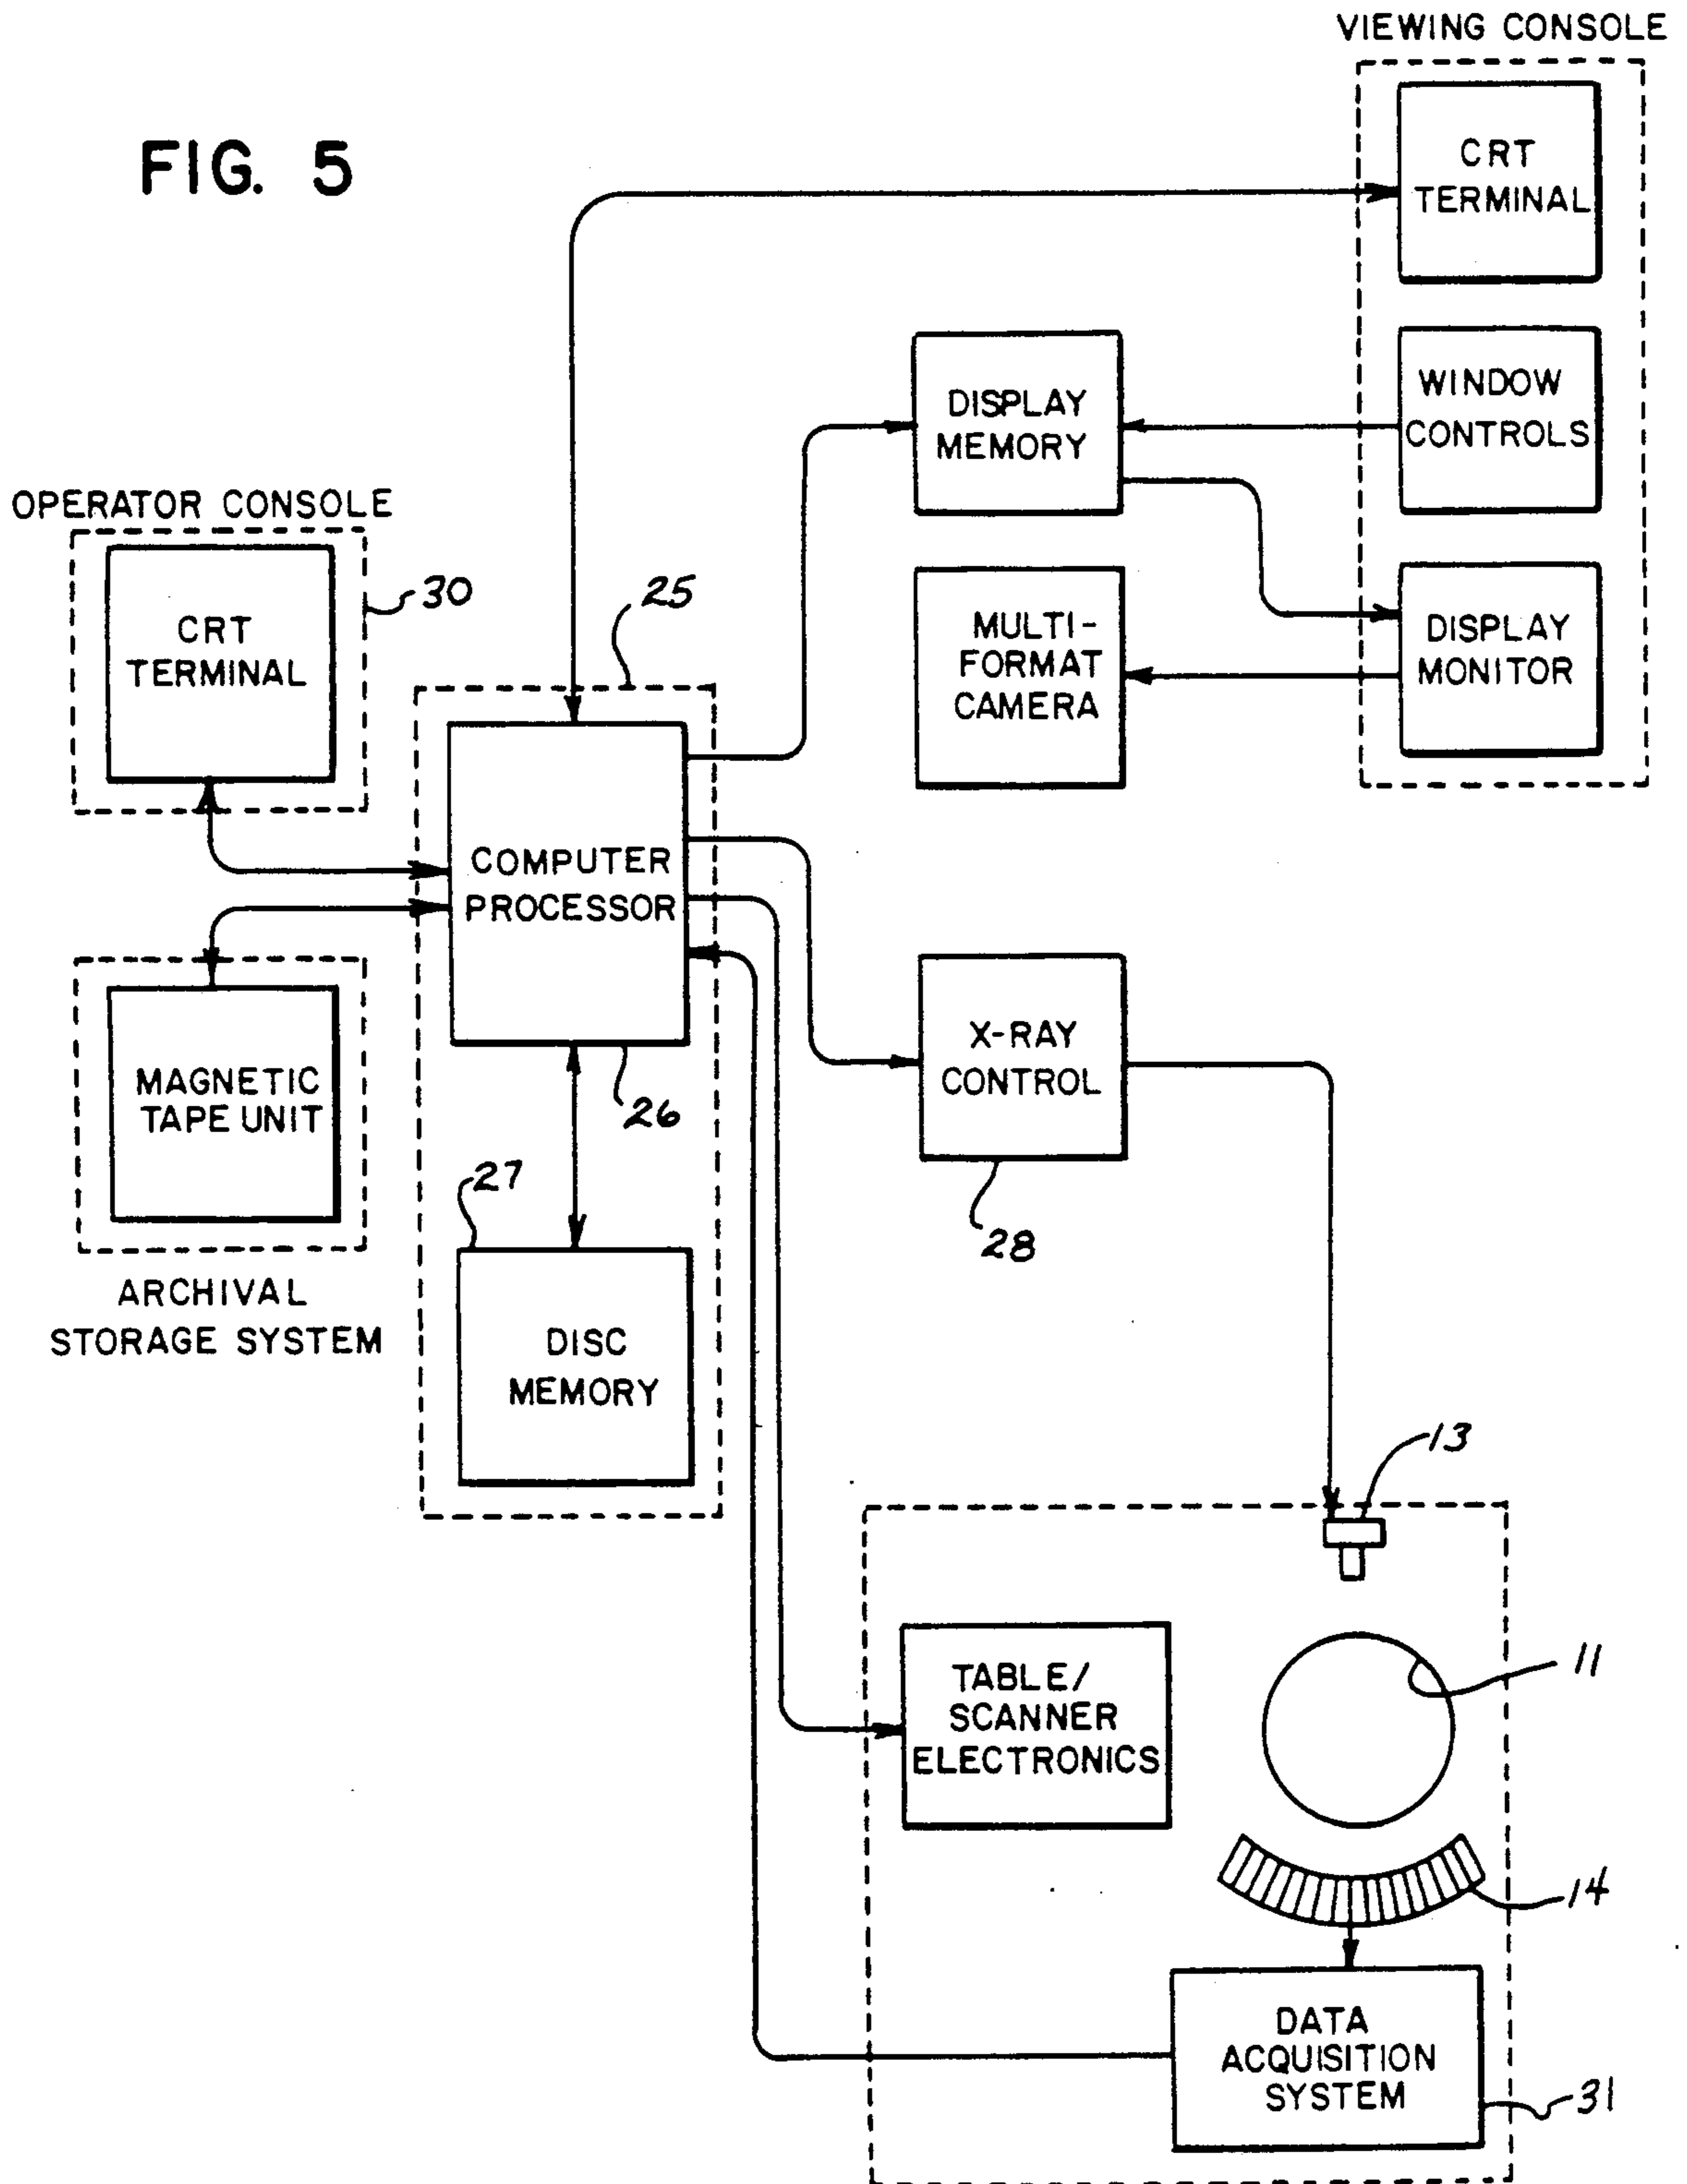 VIEWING CONSOLE
FIG. 5
CRT
TERMINAL
DISPLAY
MEMORY
WINDOW
CONTROLS
OPERATOR CONSOLE
CRT
TERMINAL
30
25
MULTI-
FORMAT
CAMERA
DISPLAY
MONITOR
COMPUTER
PROCESSOR
26
MAGNETIC
TAPE UNIT
ARCHIVAL
STORAGE SYSTEM
X-RAY
CONTROL
28
27
DISC
MEMORY
13
TABLE/
SCANNER
ELECTRONICS
11
14
DATA
ACQUISITION
SYSTEM
31